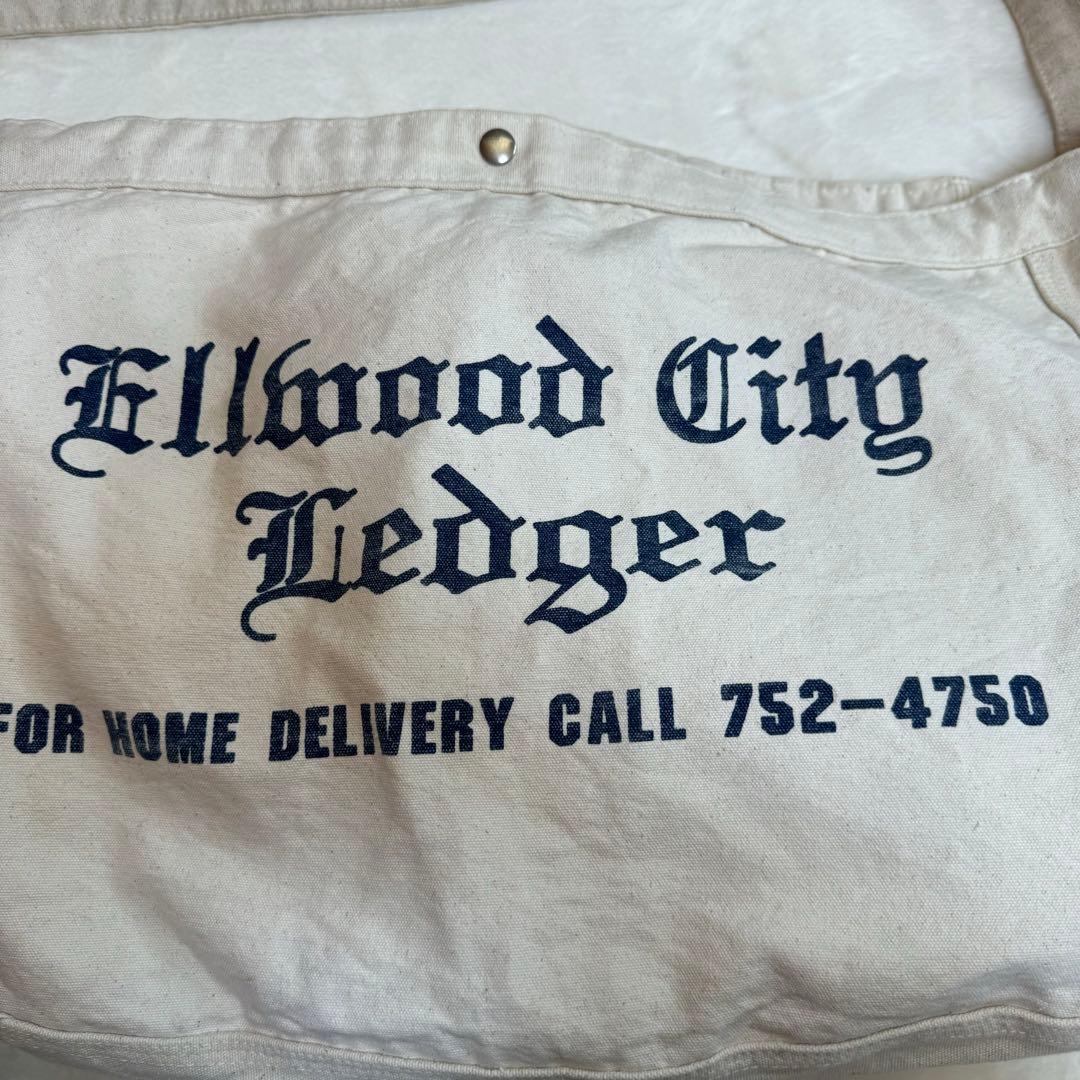 Ellwood City
Ledger
FOR HOME DELIVERY CALL 752-4750